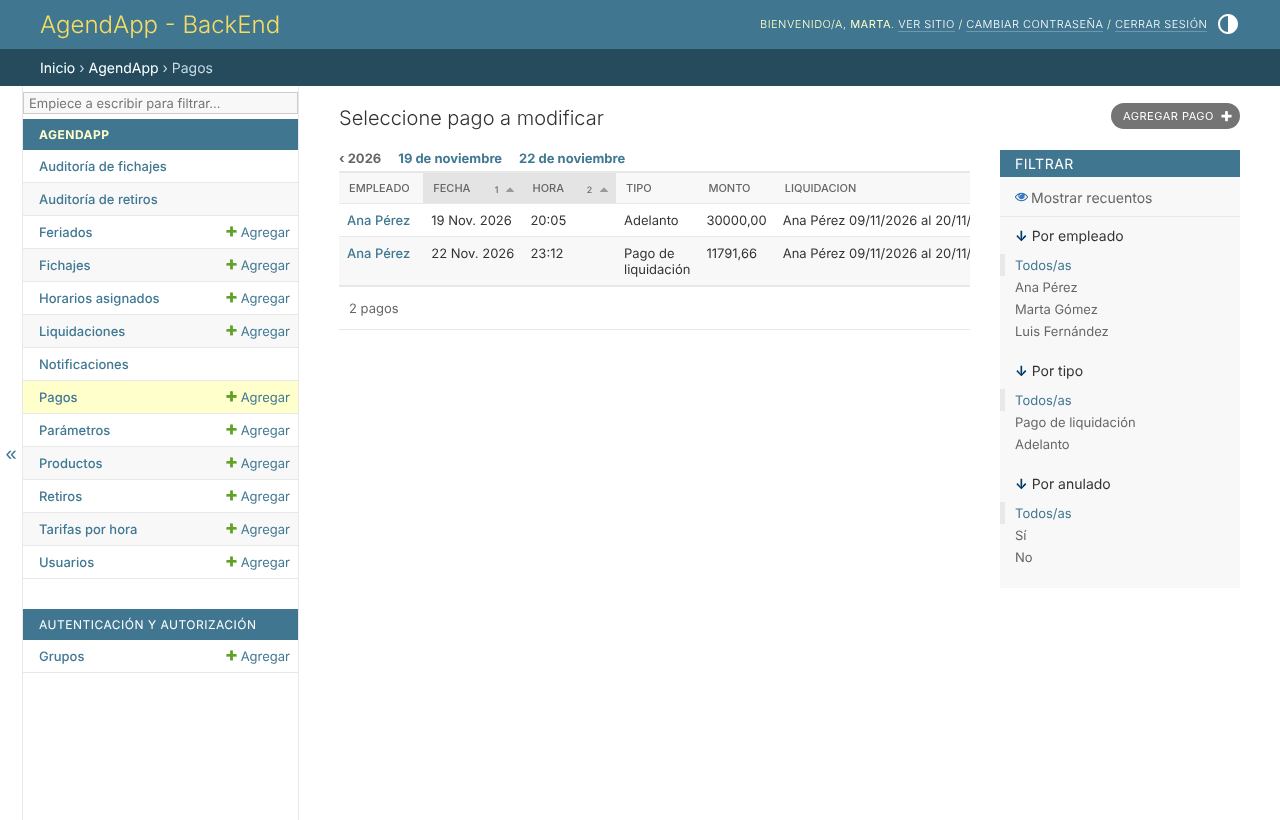 AgendApp - BackEnd
BIENVENIDO/A, MARTA. VER SITIO / CAMBIAR CONTRASEÑA / CERRAR SESIÓN
Inicio › AgendApp › Pagos
Empiece a escribir para filtrar...
AGENDAPP
Auditoría de fichajes
Auditoría de retiros
Feriados Agregar
Fichajes Agregar
Horarios asignados Agregar
Liquidaciones Agregar
Notificaciones
Pagos Agregar
Parámetros Agregar
Productos Agregar
Retiros Agregar
Tarifas por hora Agregar
Usuarios Agregar
AUTENTICACIÓN Y AUTORIZACIÓN
Grupos Agregar
«
Seleccione pago a modificar
AGREGAR PAGO
‹ 2026 19 de noviembre 22 de noviembre
EMPLEADO FECHA 1 HORA 2 TIPO MONTO LIQUIDACION
Ana Pérez 19 Nov. 2026 20:05 Adelanto 30000,00 Ana Pérez 09/11/2026 al 20/11/
Ana Pérez 22 Nov. 2026 23:12 Pago de liquidación 11791,66 Ana Pérez 09/11/2026 al 20/11/
2 pagos
FILTRAR
Mostrar recuentos
Por empleado
Todos/as
Ana Pérez
Marta Gómez
Luis Fernández
Por tipo
Todos/as
Pago de liquidación
Adelanto
Por anulado
Todos/as
Sí
No